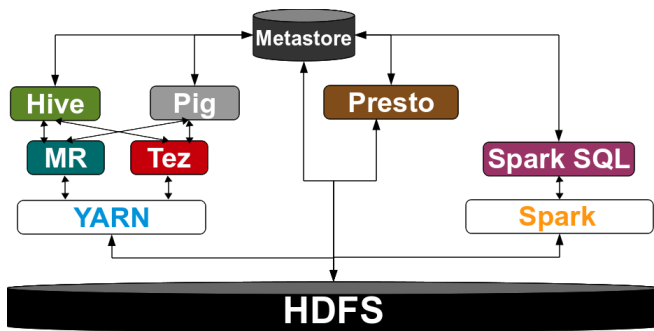 Metastore
Hive
Pig
Presto
MR
Tez
Spark SQL
YARN
Spark
HDFS